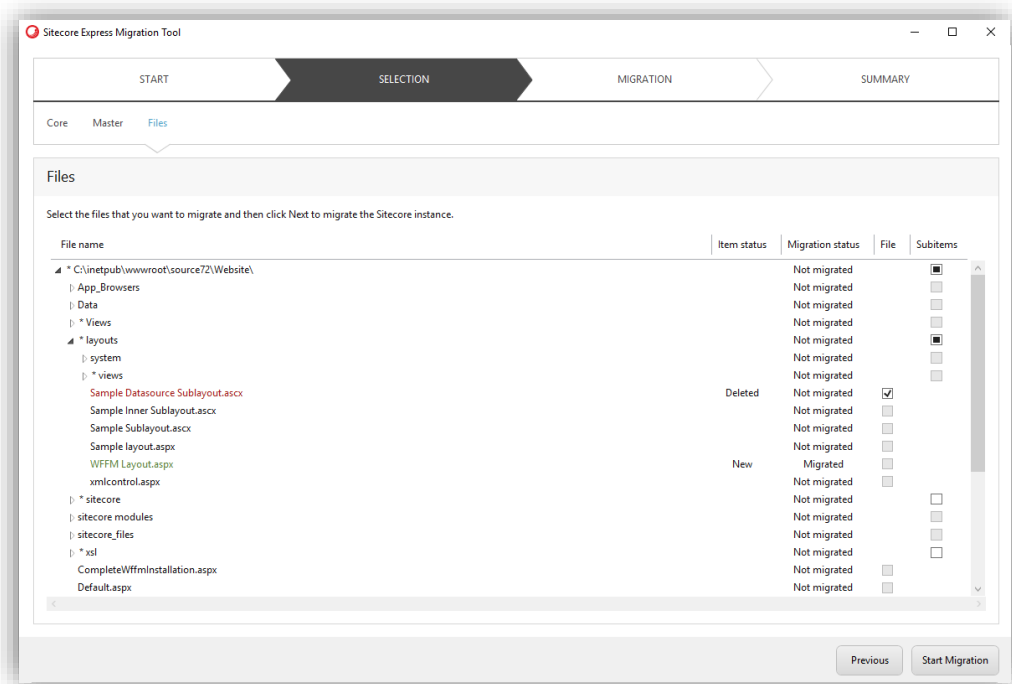 Sitecore Express Migration Tool
START SELECTION MIGRATION SUMMARY
Core Master Files
Files
Select the files that you want to migrate and then click Next to migrate the Sitecore instance.
File name Item status Migration status File Subitems
* C:\inetpub\wwwroot\source72\Website\ Not migrated
App_Browsers Not migrated
Data Not migrated
* Views Not migrated
* layouts Not migrated
system Not migrated
* views Not migrated
Sample Datasource Sublayout.ascx Deleted Not migrated
Sample Inner Sublayout.ascx Not migrated
Sample Sublayout.ascx Not migrated
Sample layout.aspx Not migrated
WFFM Layout.aspx New Migrated
xmlcontrol.aspx Not migrated
* sitecore Not migrated
sitecore modules Not migrated
sitecore_files Not migrated
* xsl Not migrated
CompleteWffmInstallation.aspx Not migrated
Default.aspx Not migrated
Previous Start Migration